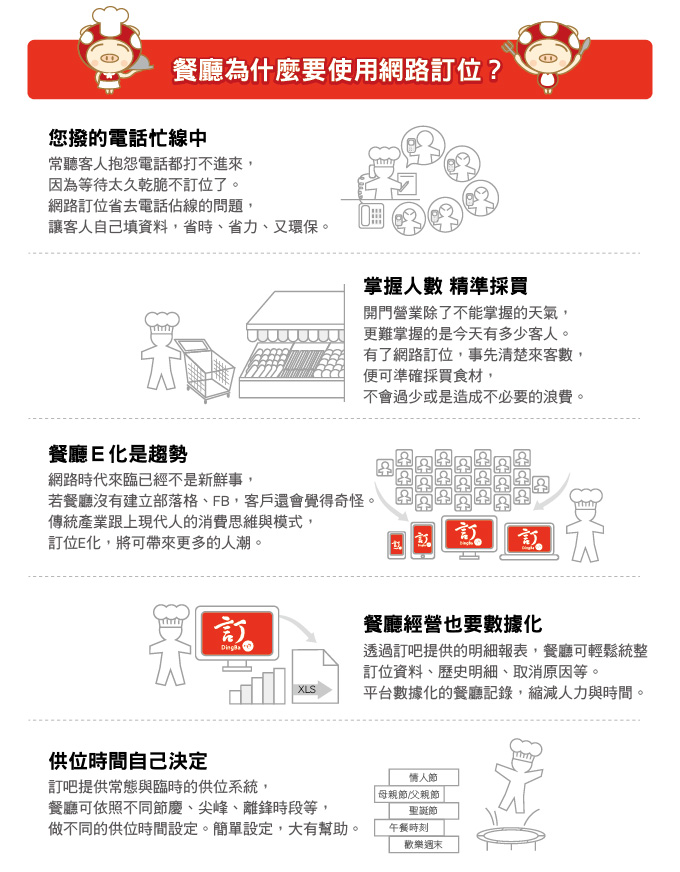 餐廳為什麼要使用網路訂位？
您撥的電話忙線中
常聽客人抱怨電話都打不進來，
因為等待太久乾脆不訂位了。
網路訂位省去電話佔線的問題，
讓客人自己填資料，省時、省力、又環保。
掌握人數 精準採買
開門營業除了不能掌握的天氣，
更難掌握的是今天有多少客人。
有了網路訂位，事先清楚來客數，
便可準確採買食材，
不會過少或是造成不必要的浪費。
餐廳E化是趨勢
網路時代來臨已經不是新鮮事，
若餐廳沒有建立部落格、FB，客戶還會覺得奇怪。
傳統產業跟上現代人的消費思維與模式，
訂位E化，將可帶來更多的人潮。
訂
訂
訂
DingBa
訂
DingBa
訂
DingBa
XLS
餐廳經營也要數據化
透過訂吧提供的明細報表，餐廳可輕鬆統整
訂位資料、歷史明細、取消原因等。
平台數據化的餐廳記錄，縮減人力與時間。
供位時間自己決定
訂吧提供常態與臨時的供位系統，
餐廳可依照不同節慶、尖峰、離鋒時段等，
做不同的供位時間設定。簡單設定，大有幫助。
情人節
母親節/父親節
聖誕節
午餐時刻
歡樂週末